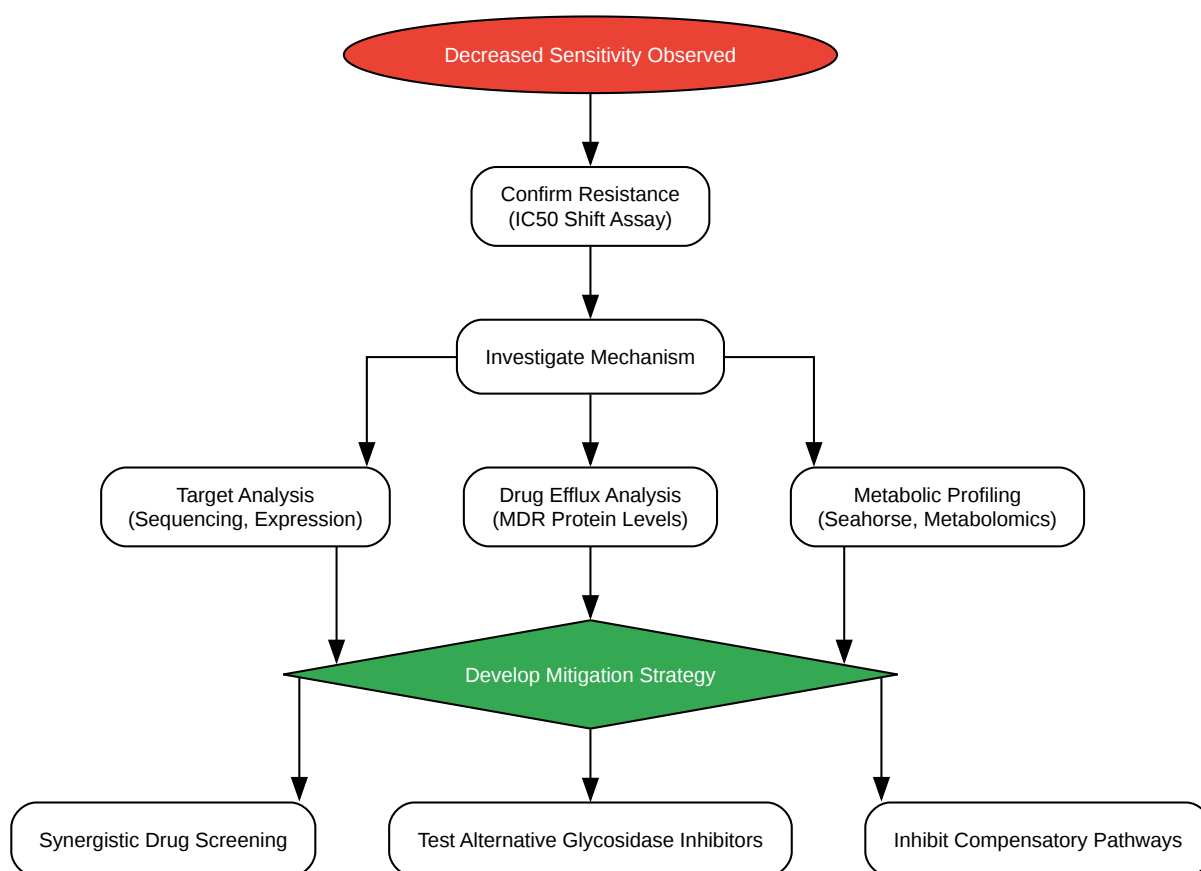 Decreased Sensitivity Observed
Confirm Resistance
(IC50 Shift Assay)
Investigate Mechanism
Target Analysis
(Sequencing, Expression)
Drug Efflux Analysis
(MDR Protein Levels)
Metabolic Profiling
(Seahorse, Metabolomics)
Develop Mitigation Strategy
Synergistic Drug Screening
Test Alternative Glycosidase Inhibitors
Inhibit Compensatory Pathways